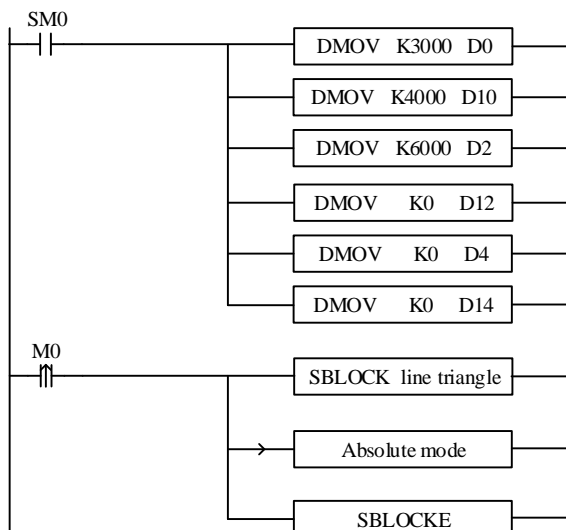 SM0
DMOV K3000 D0
DMOV K4000 D10
DMOV K6000 D2
DMOV K0 D12
DMOV K0 D4
DMOV K0 D14
M0
SBLOCK line triangle
Absolute mode
SBLOCKE